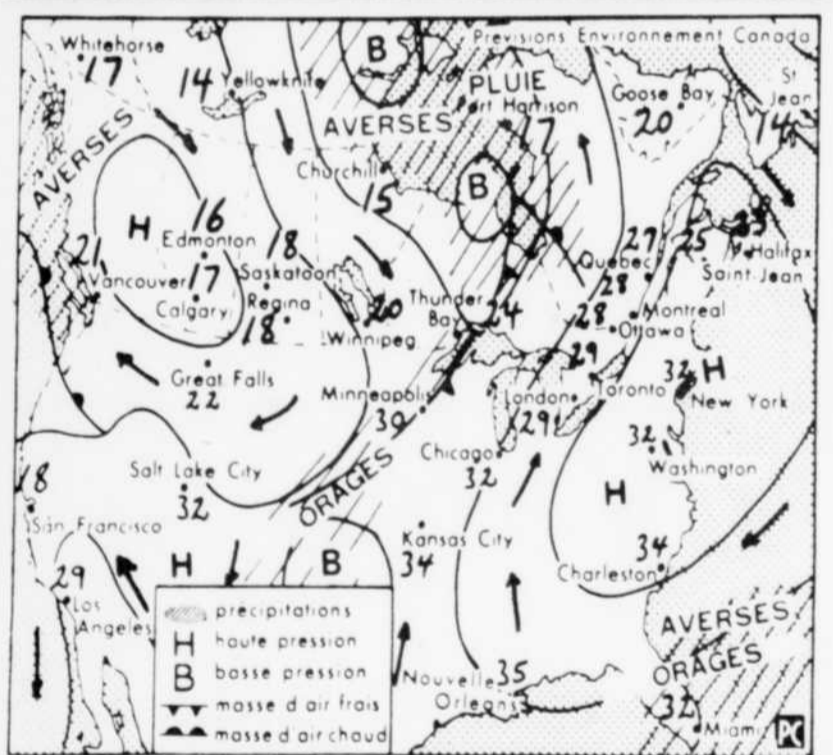 Whitehorse
17
Previsions Environnement Canada
B
14 Yellowknife
PLUIE
Port Harrison
17
Goose Bay
20
St
Jean
14
AVERSES
AVERSES
Churchill
15
B
H
16
Edmonton
17
Calgary
21
Vancouver
18
Saskatoon
Regina
18
20
Winnipeg
Thunder
Bay
24
27
Quebec
28
25
Halifax
Saint-Jean
Montreal
28
Ottawa
29
Toronto
London
29
32
H
New York
Great Falls
22
Minneapolis
30
Chicago
32
32
Washington
Salt Lake City
32
ORAGES
18
San Francisco
H
Kansas City
34
34
Charleston
29
Los
Angeles
H
B
AVERSES
ORAGES
Nouvelle
Orleans
35
32
Miami
PC
précipitations
H haute pression
B basse pression
masse d'air frais
masse d'air chaud